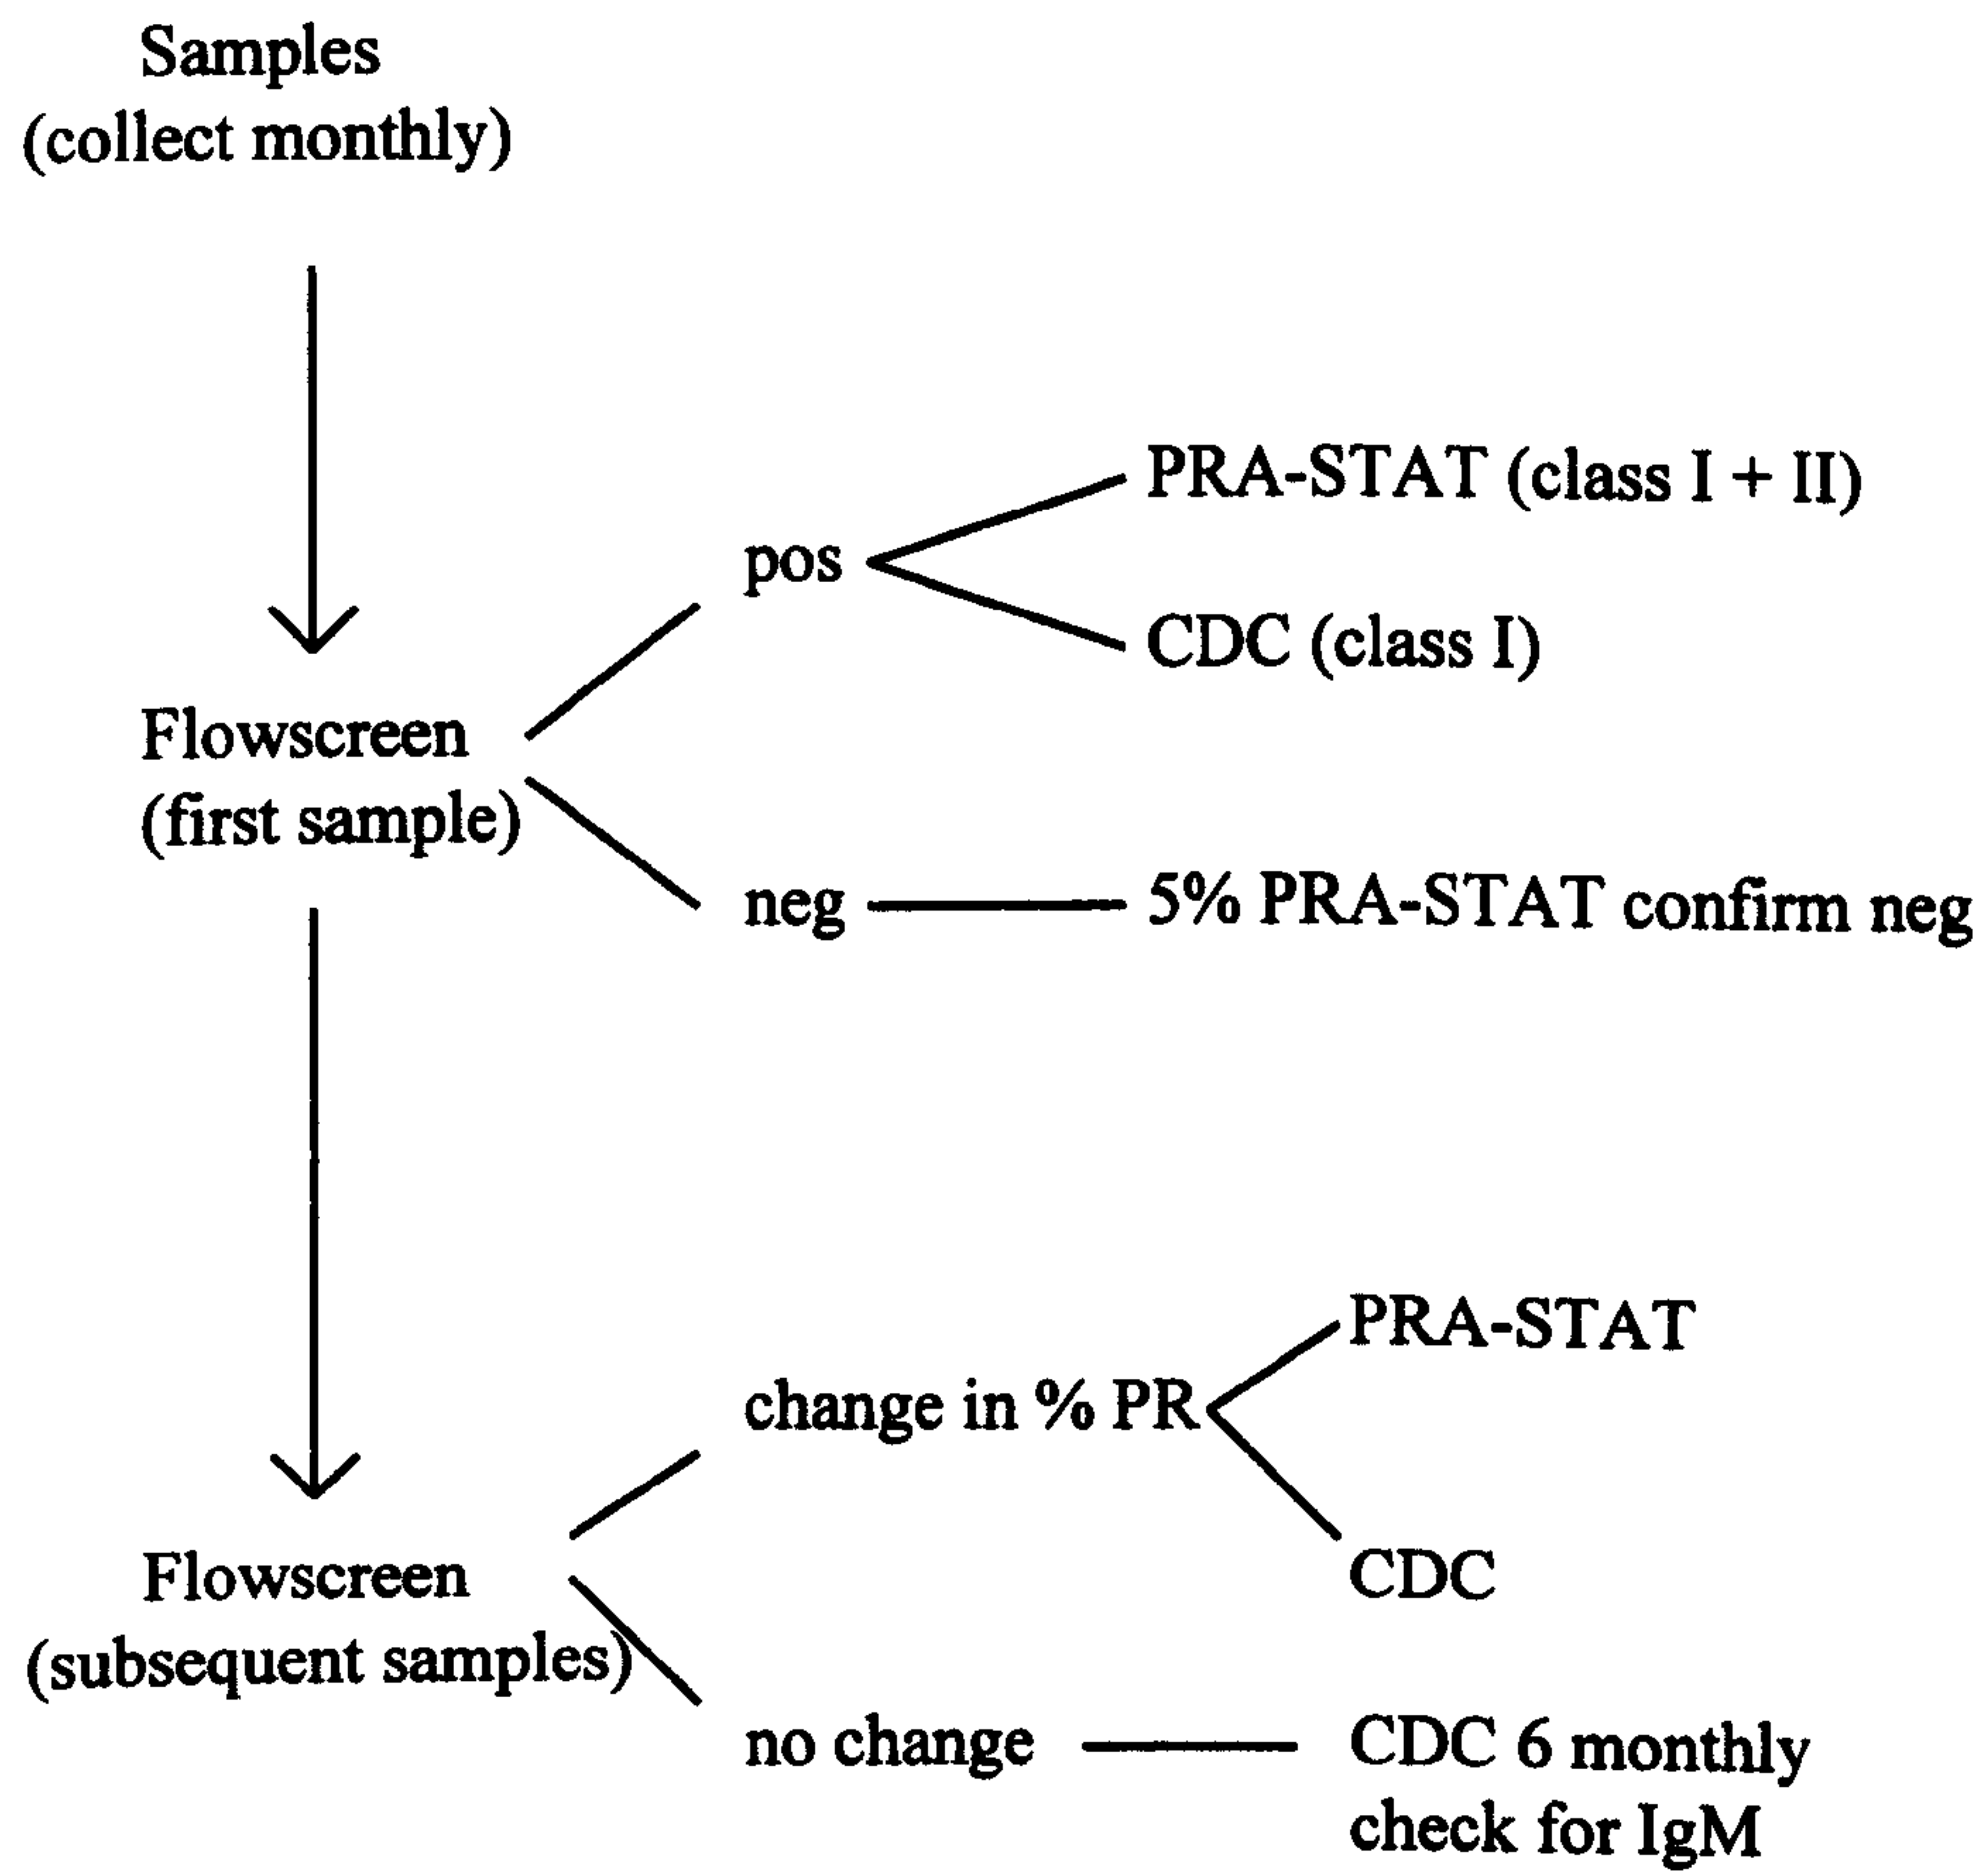 Samples
(collect monthly)
PRA-STAT (class I + II)
pos
CDC (class I)
Flowscreen
(first sample)
neg
5% PRA-STAT confirm neg
PRA-STAT
change in % PR
CDC
Flowscreen
(subsequent samples)
no change
CDC 6 monthly
check for IgM